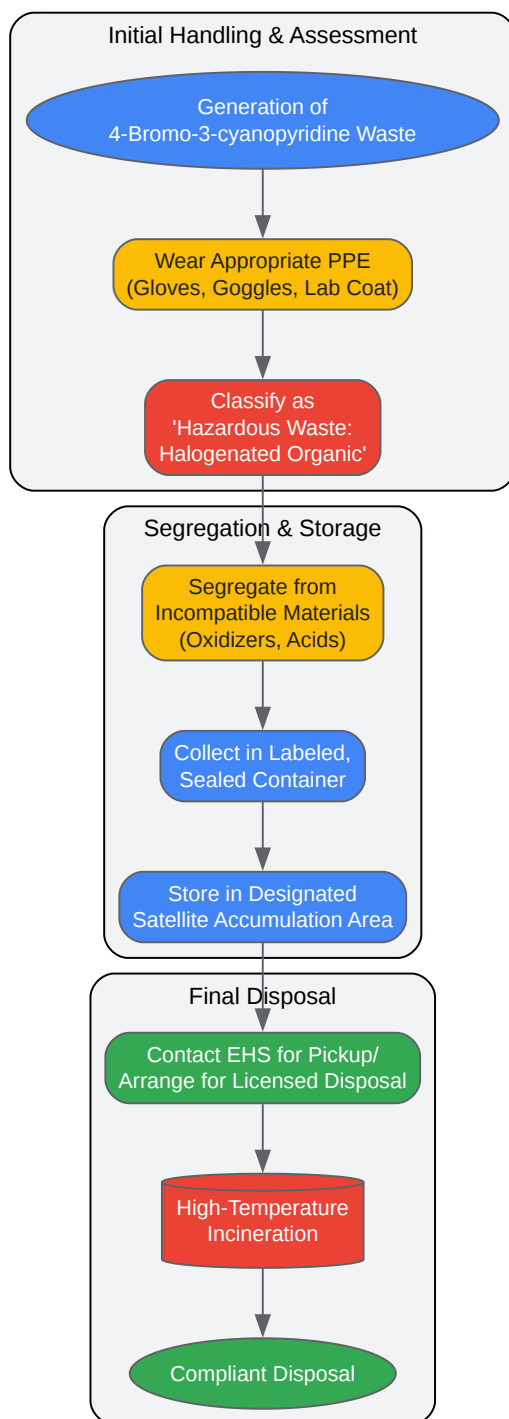 Initial Handling & Assessment
Generation of
4-Bromo-3-cyanopyridine Waste
Wear Appropriate PPE
(Gloves, Goggles, Lab Coat)
Classify as
'Hazardous Waste:
Halogenated Organic'
Segregation & Storage
Segregate from
Incompatible Materials
(Oxidizers, Acids)
Collect in Labeled,
Sealed Container
Store in Designated
Satellite Accumulation Area
Final Disposal
Contact EHS for Pickup/
Arrange for Licensed Disposal
High-Temperature
Incineration
Compliant Disposal